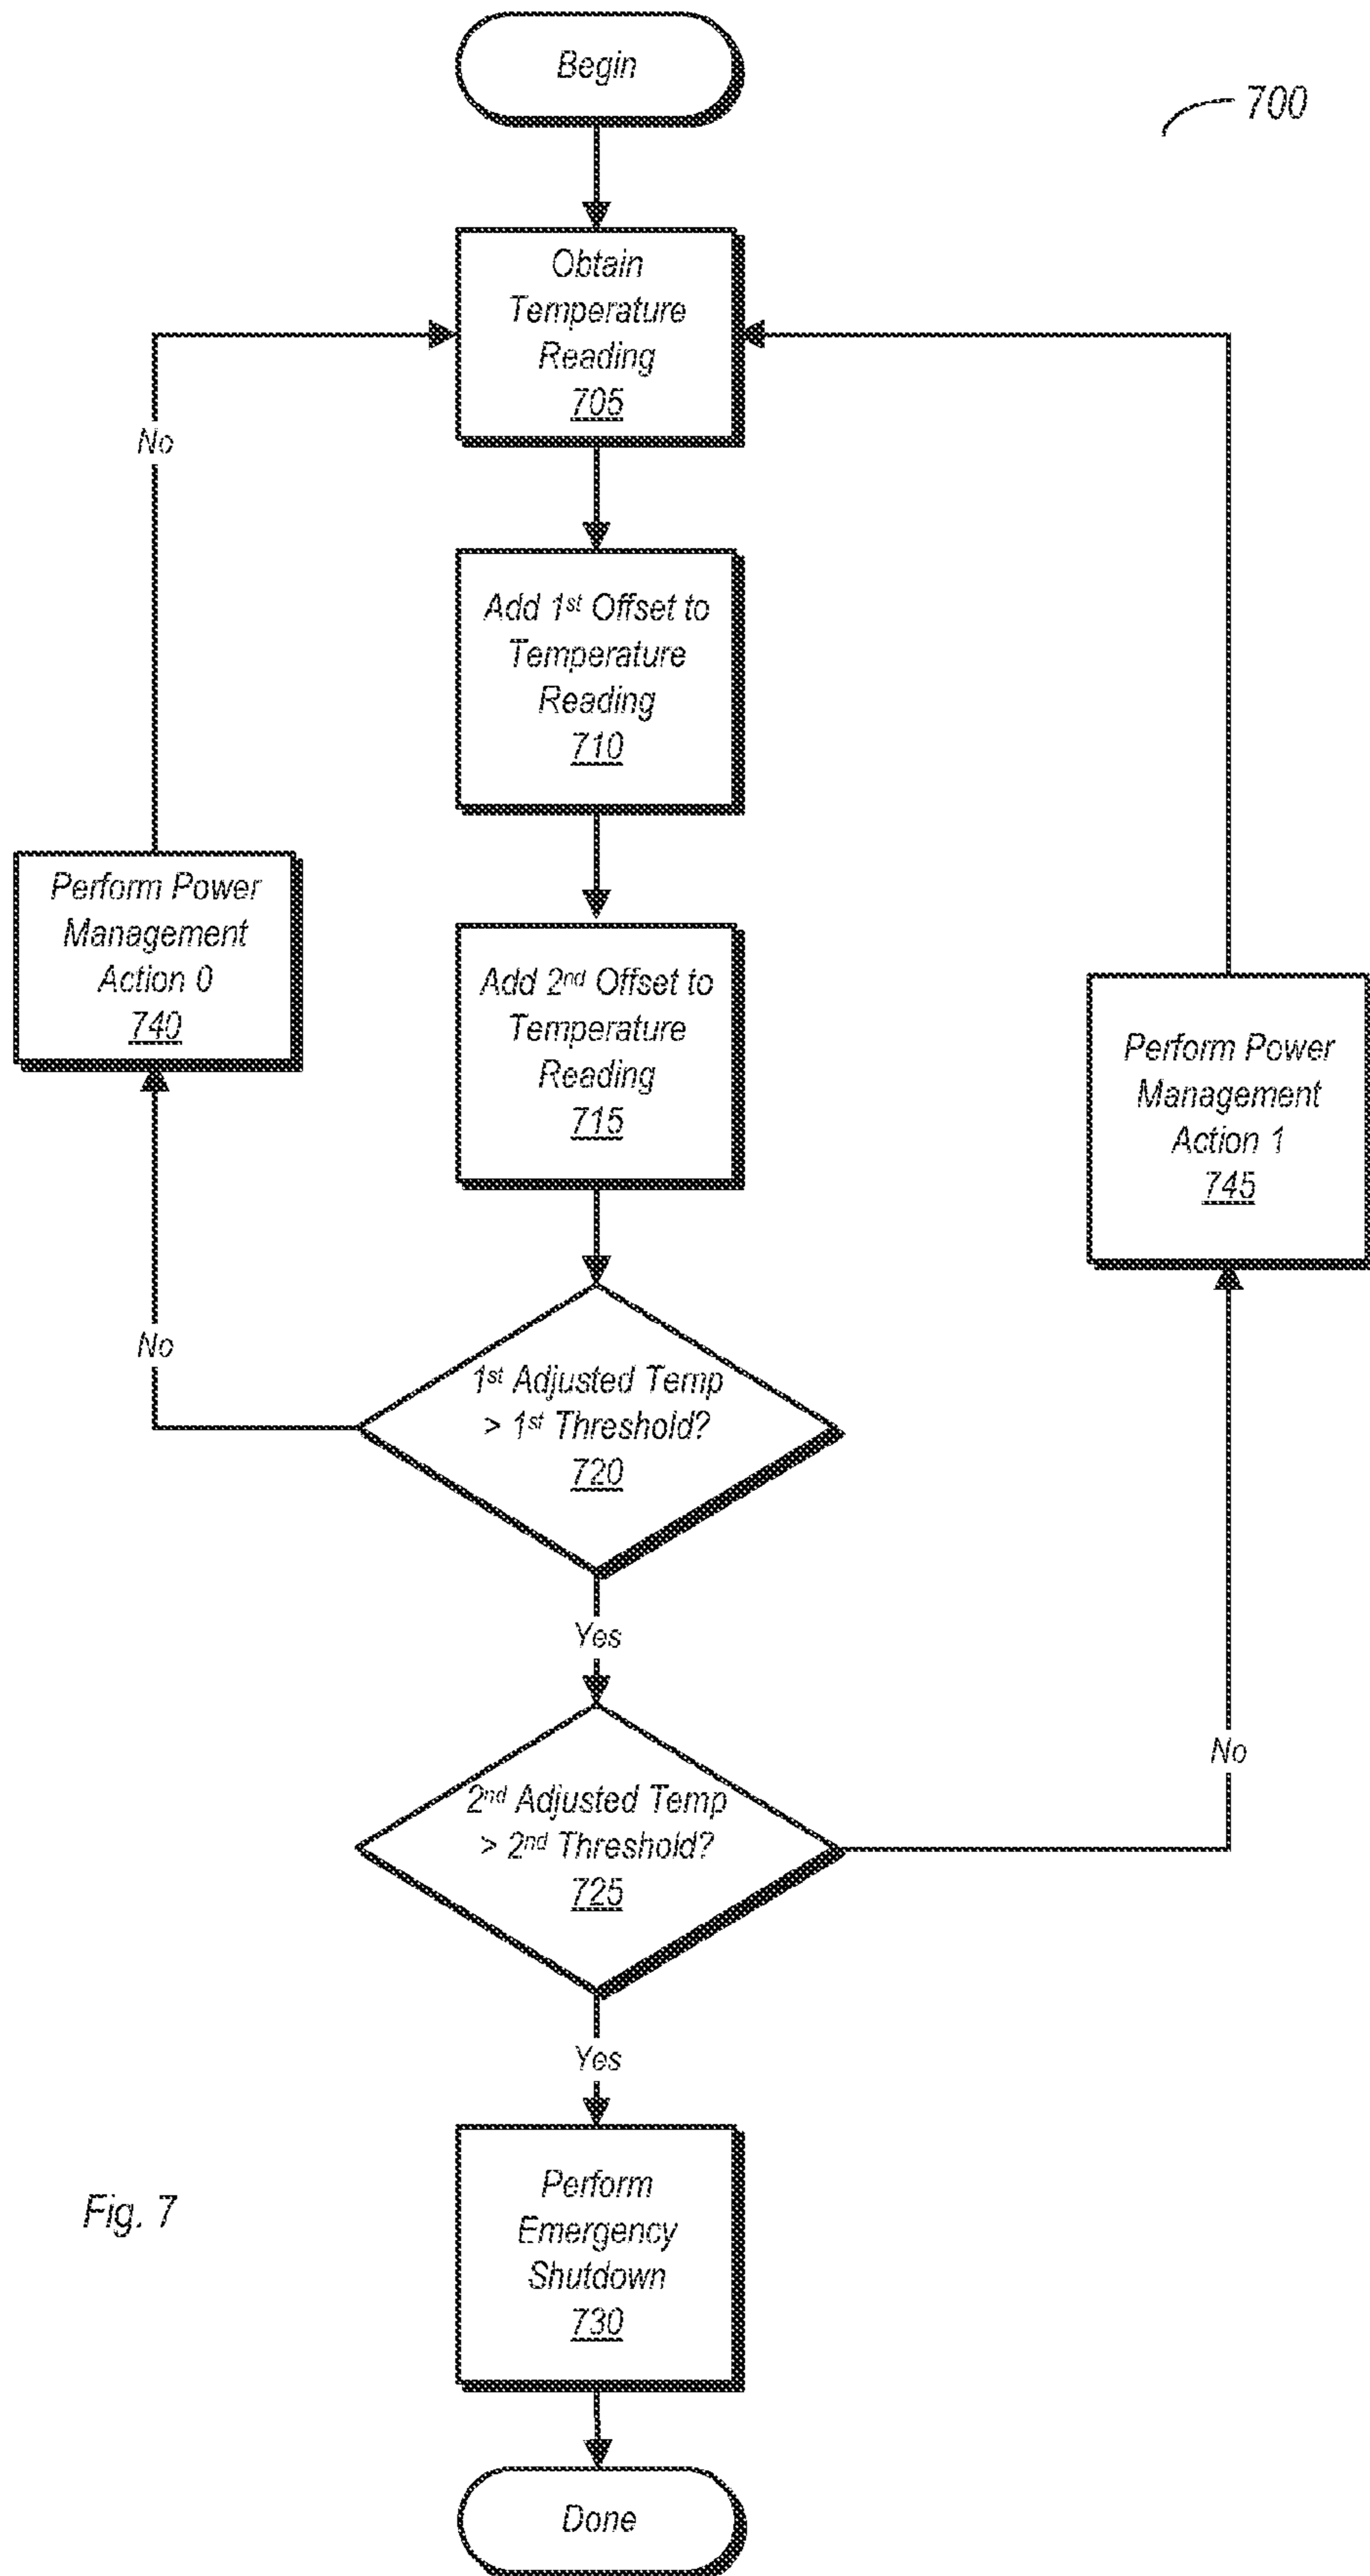 Begin
700
Obtain
Temperature
Reading
705
No
Add 1st Offset to
Temperature
Reading
710
Perform Power
Management
Action 0
740
Add 2nd Offset to
Temperature
Reading
715
Perform Power
Management
Action 1
745
No
1st Adjusted Temp
> 1st Threshold?
720
Yes
No
2nd Adjusted Temp
> 2nd Threshold?
725
Yes
Perform
Emergency
Shutdown
730
Fig. 7
Done